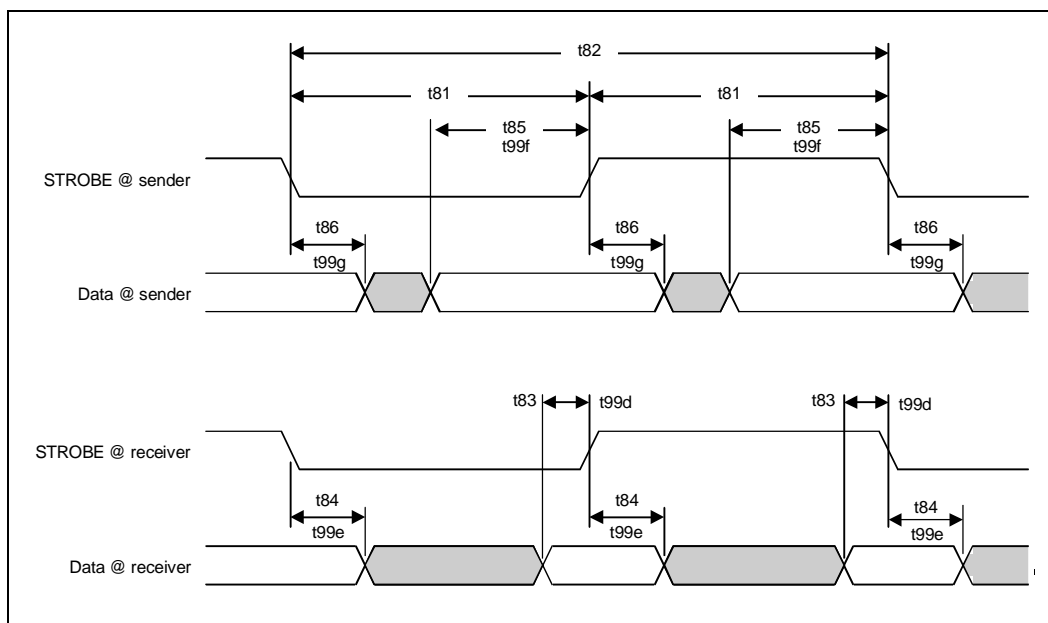 t82
t81 t81
t85 t85
t99f t99f
STROBE @ sender
t86 t86 t86
t99g t99g t99g
Data @ sender
t83 t99d t83 t99d
STROBE @ receiver
t84 t84 t84
t99e t99e t99e
Data @ receiver